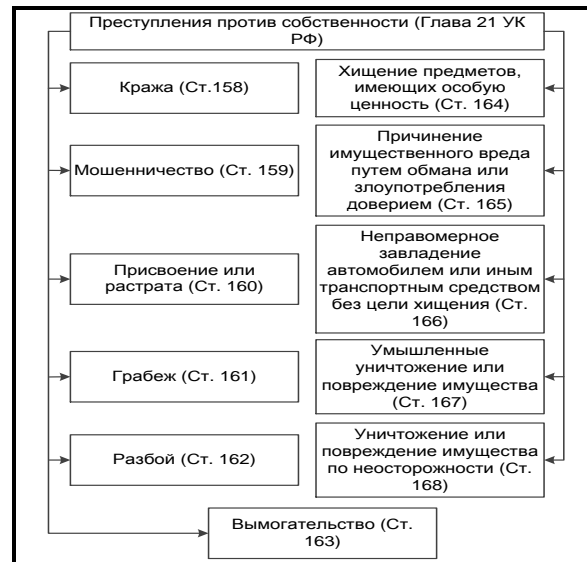 Преступления против собственности (Глава 21 УК
РФ)
Кража (Ст.158)
Хищение предметов,
имеющих особую
ценность (Ст. 164)
Мошенничество (Ст. 159)
Причинение
имущественного вреда
путем обмана или
злоупотребления
доверием (Ст. 165)
Присвоение или
растрата (Ст. 160)
Неправомерное
завладение
автомобилем или иным
транспортным средством
без цели хищения (Ст.
166)
Грабеж (Ст. 161)
Умышленные
уничтожение или
повреждение имущества
(Ст. 167)
Разбой (Ст. 162)
Уничтожение или
повреждение имущества
по неосторожности (Ст.
168)
Вымогательство (Ст.
163)